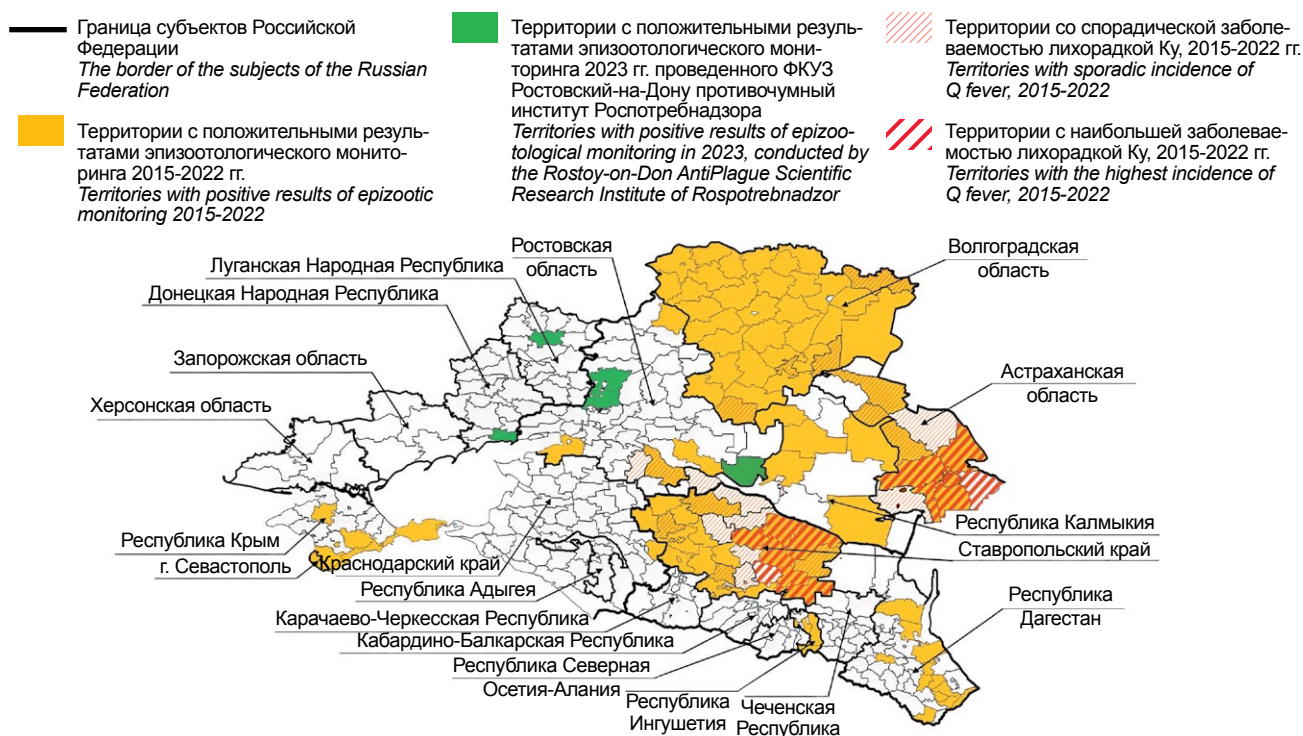 Граница субъектов Российской
Федерации
The border of the subjects of the Russian
Federation
Территории с положительными резуль-
татами эпизоотологического монито-
ринга 2015-2022 гг.
Territories with positive results of epizootic
monitoring 2015-2022
Территории с положительными резуль-
татами эпизоотологического мони-
торинга 2023 гг. проведенного ФКУЗ
Ростовский-на-Дону противочумный
институт Роспотребнадзора
Territories with positive results of epizoo-
tological monitoring in 2023, conducted by
the Rostoy-on-Don AntiPlague Scientific
Research Institute of Rospotrebnadzor
Территории со спорадической заболе-
ваемостью лихорадкой Ку, 2015-2022 гг.
Territories with sporadic incidence of
Q fever, 2015-2022
Территории с наибольшей заболевае-
мостью лихорадкой Ку, 2015-2022 гг.
Territories with the highest incidence of
Q fever, 2015-2022
Ростовская
область
Волгоградская
область
Луганская Народная Республика
Донецкая Народная Республика
Запорожская область
Херсонская область
Астраханская
область
Республика Крым
г. Севастополь
Краснодарский край
Республика Адыгея
Карачаево-Черкесская Республика
Кабардино-Балкарская Республика
Республика Северная
Осетия-Алания
Республика
Ингушетия
Чеченская
Республика
Республика Калмыкия
Ставропольский край
Республика
Дагестан